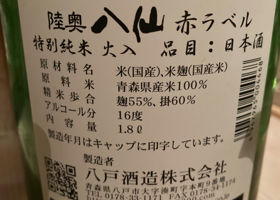 陸奥 八仙 赤ラベル
特別純米 火入 品目：日本酒
原材料名 米(国産)、米麹(国産米)
原料米 青森県産米100%
精米歩合 麹55%、掛60%
アルコール分 16度
内容量 1.8ℓ
製造年月はキャップに印字しています。
製造者
八戸酒造株式会社
青森県八戸市大字湊町字本町9番地